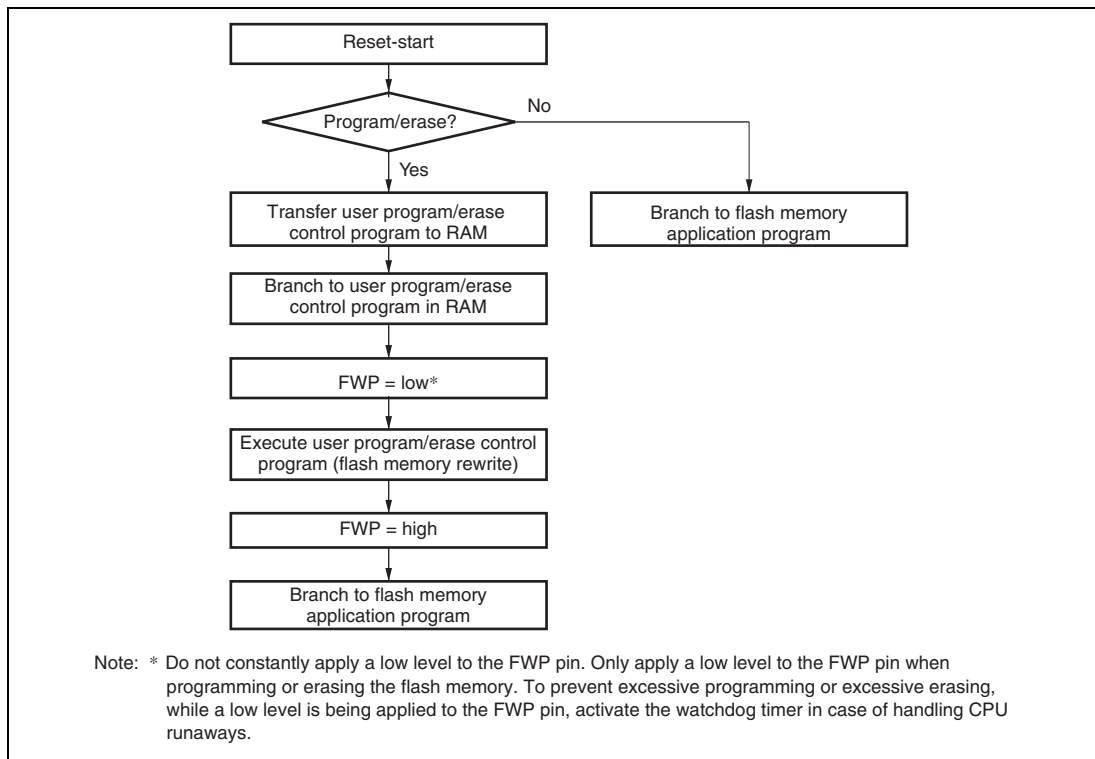 Reset-start
Program/erase?
No
Yes
Transfer user program/erase
control program to RAM
Branch to flash memory
application program
Branch to user program/erase
control program in RAM
FWP = low*
Execute user program/erase control
program (flash memory rewrite)
FWP = high
Branch to flash memory
application program
Note: * Do not constantly apply a low level to the FWP pin. Only apply a low level to the FWP pin when
programming or erasing the flash memory. To prevent excessive programming or excessive erasing,
while a low level is being applied to the FWP pin, activate the watchdog timer in case of handling CPU
runaways.